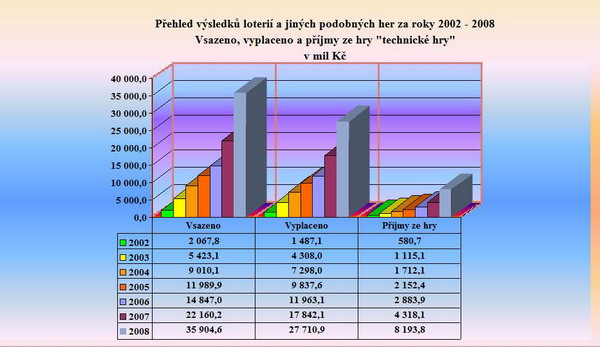 Přehled výsledků loterií a jiných podobných her za roky 2002 - 2008
Vsazeno, vyplaceno a příjmy ze hry "technické hry"
v mil Kč
40 000,0
35 000,0
30 000,0
25 000,0
20 000,0
15 000,0
10 000,0
5 000,0
0,0
Vsazeno Vyplaceno Příjmy ze hry
2002 2 067,8 1 487,1 580,7
2003 5 423,1 4 308,0 1 115,1
2004 9 010,1 7 298,0 1 712,1
2005 11 989,9 9 837,6 2 152,4
2006 14 847,0 11 963,1 2 883,9
2007 22 160,2 17 842,1 4 318,1
2008 35 904,6 27 710,9 8 193,8